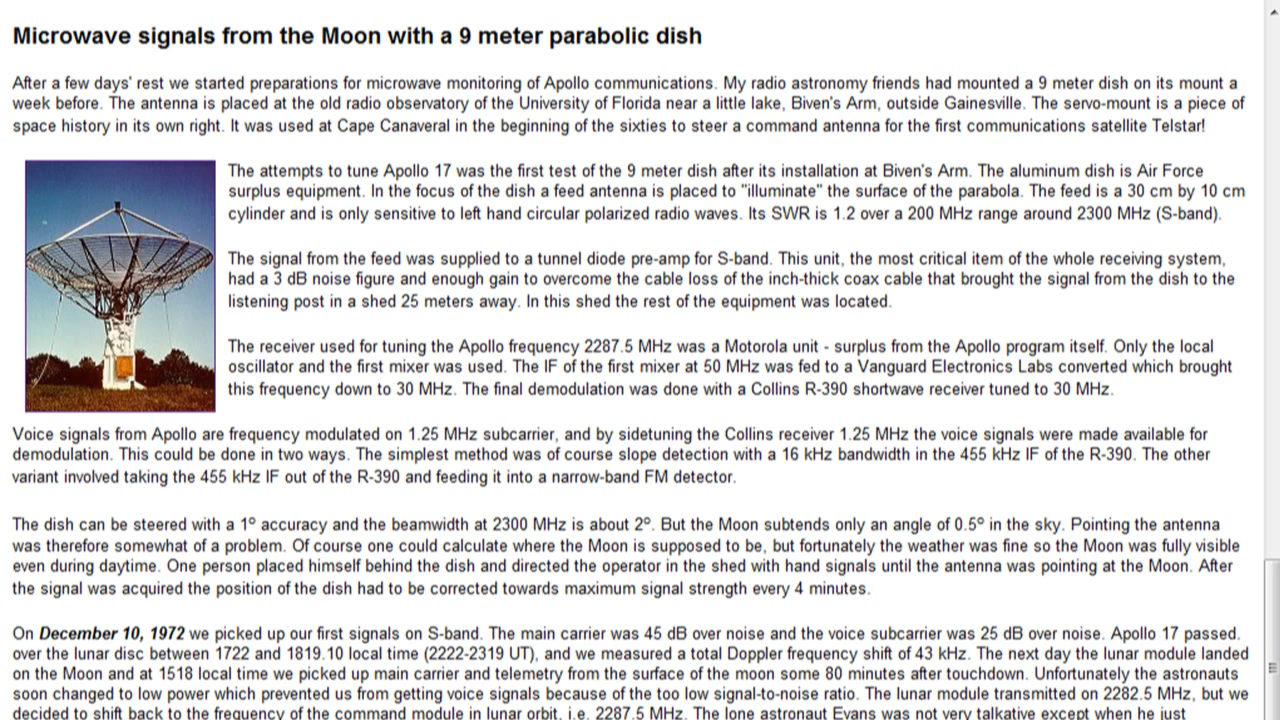 Microwave signals from the Moon with a 9 meter parabolic dish
After a few days' rest we started preparations for microwave monitoring of Apollo communications. My radio astronomy friends had mounted a 9 meter dish on its mount a
week before. The antenna is placed at the old radio observatory of the University of Florida near a little lake, Biven's Arm, outside Gainesville. The servo-mount is a piece of
space history in its own right. It was used at Cape Canaveral in the beginning of the sixties to steer a command antenna for the first communications satellite Telstar!
The attempts to tune Apollo 17 was the first test of the 9 meter dish after its installation at Biven's Arm. The aluminum dish is Air Force
surplus equipment. In the focus of the dish a feed antenna is placed to "illuminate" the surface of the parabola. The feed is a 30 cm by 10 cm
cylinder and is only sensitive to left hand circular polarized radio waves. Its SWR is 1.2 over a 200 MHz range around 2300 MHz (S-band).
The signal from the feed was supplied to a tunnel diode pre-amp for S-band. This unit, the most critical item of the whole receiving system,
had a 3 dB noise figure and enough gain to overcome the cable loss of the inch-thick coax cable that brought the signal from the dish to the
listening post in a shed 25 meters away. In this shed the rest of the equipment was located.
The receiver used for tuning the Apollo frequency 2287.5 MHz was a Motorola unit - surplus from the Apollo program itself. Only the local
oscillator and the first mixer was used. The IF of the first mixer at 50 MHz was fed to a Vanguard Electronics Labs converted which brought
this frequency down to 30 MHz. The final demodulation was done with a Collins R-390 shortwave receiver tuned to 30 MHz.
Voice signals from Apollo are frequency modulated on 1.25 MHz subcarrier, and by sidetuning the Collins receiver 1.25 MHz the voice signals were made available for
demodulation. This could be done in two ways. The simplest method was of course slope detection with a 16 kHz bandwidth in the 455 kHz IF of the R-390. The other
variant involved taking the 455 kHz IF out of the R-390 and feeding it into a narrow-band FM detector.
The dish can be steered with a 1º accuracy and the beamwidth at 2300 MHz is about 2º. But the Moon subtends only an angle of 0.5º in the sky. Pointing the antenna
was therefore somewhat of a problem. Of course one could calculate where the Moon is supposed to be, but fortunately the weather was fine so the Moon was fully visible
even during daytime. One person placed himself behind the dish and directed the operator in the shed with hand signals until the antenna was pointing at the Moon. After
the signal was acquired the position of the dish had to be corrected towards maximum signal strength every 4 minutes.
On December 10, 1972 we picked up our first signals on S-band. The main carrier was 45 dB over noise and the voice subcarrier was 25 dB over noise. Apollo 17 passed.
over the lunar disc between 1722 and 1819.10 local time (2222-2319 UT), and we measured a total Doppler frequency shift of 43 kHz. The next day the lunar module landed
on the Moon and at 1518 local time we picked up main carrier and telemetry from the surface of the moon some 80 minutes after touchdown. Unfortunately the astronauts
soon changed to low power which prevented us from getting voice signals because of the too low signal-to-noise ratio. The lunar module transmitted on 2282.5 MHz, but we
decided to shift back to the frequency of the command module in lunar orbit, i.e. 2287.5 MHz. The lone astronaut Evans was not very talkative except when he just